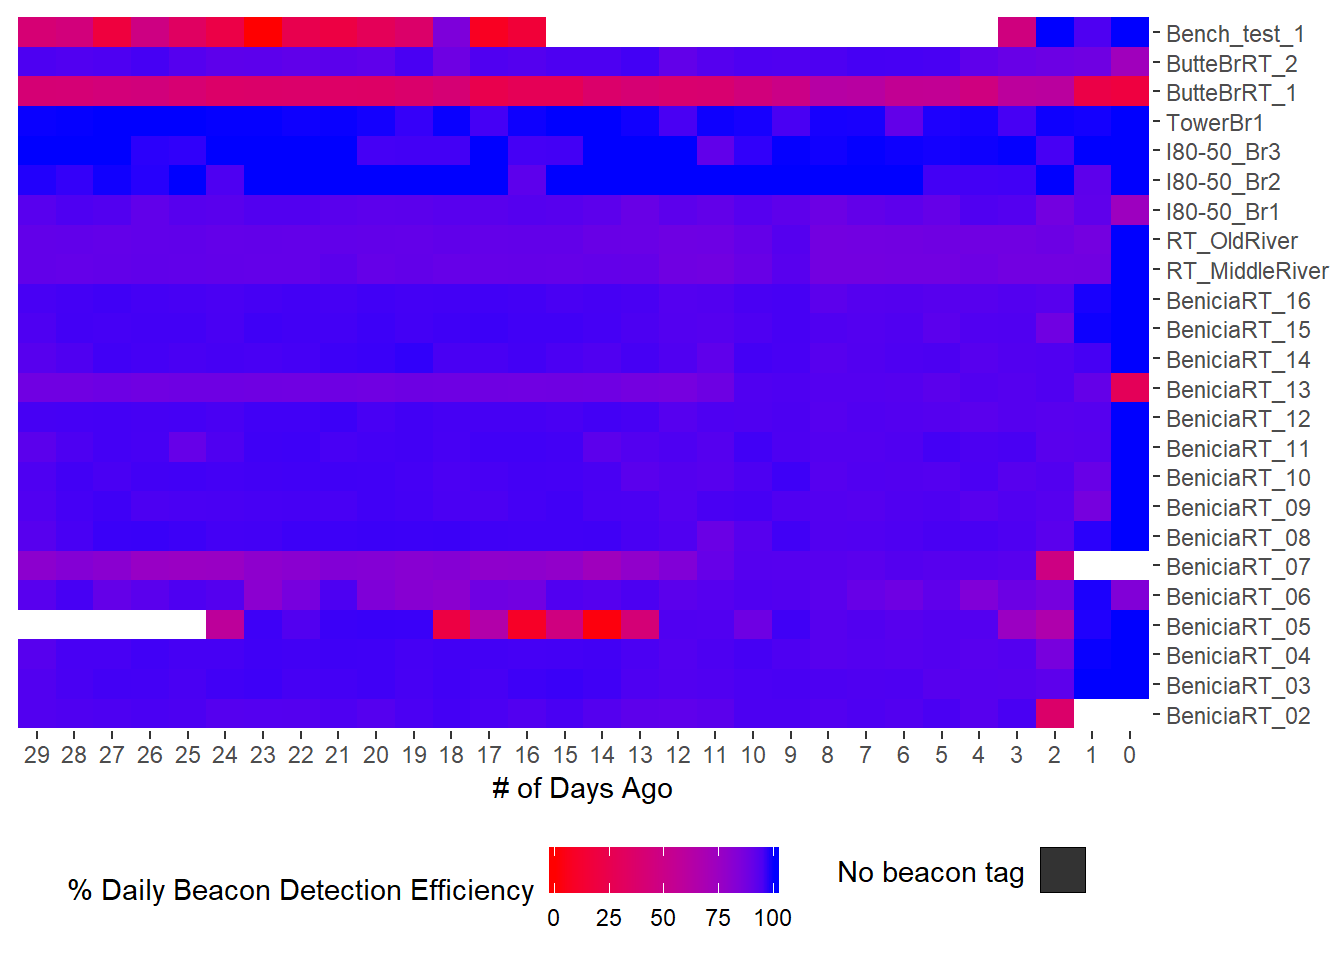 Bench_test_1
ButteBrRT_2
ButteBrRT_1
TowerBr1
I80-50_Br3
I80-50_Br2
I80-50_Br1
RT_OldRiver
RT_MiddleRiver
BeniciaRT_16
BeniciaRT_15
BeniciaRT_14
BeniciaRT_13
BeniciaRT_12
BeniciaRT_11
BeniciaRT_10
BeniciaRT_09
BeniciaRT_08
BeniciaRT_07
BeniciaRT_06
BeniciaRT_05
BeniciaRT_04
BeniciaRT_03
BeniciaRT_02
29 28 27 26 25 24 23 22 21 20 19 18 17 16 15 14 13 12 11 10 9 8 7 6 5 4 3 2 1 0
# of Days Ago
% Daily Beacon Detection Efficiency
0 25 50 75 100
No beacon tag